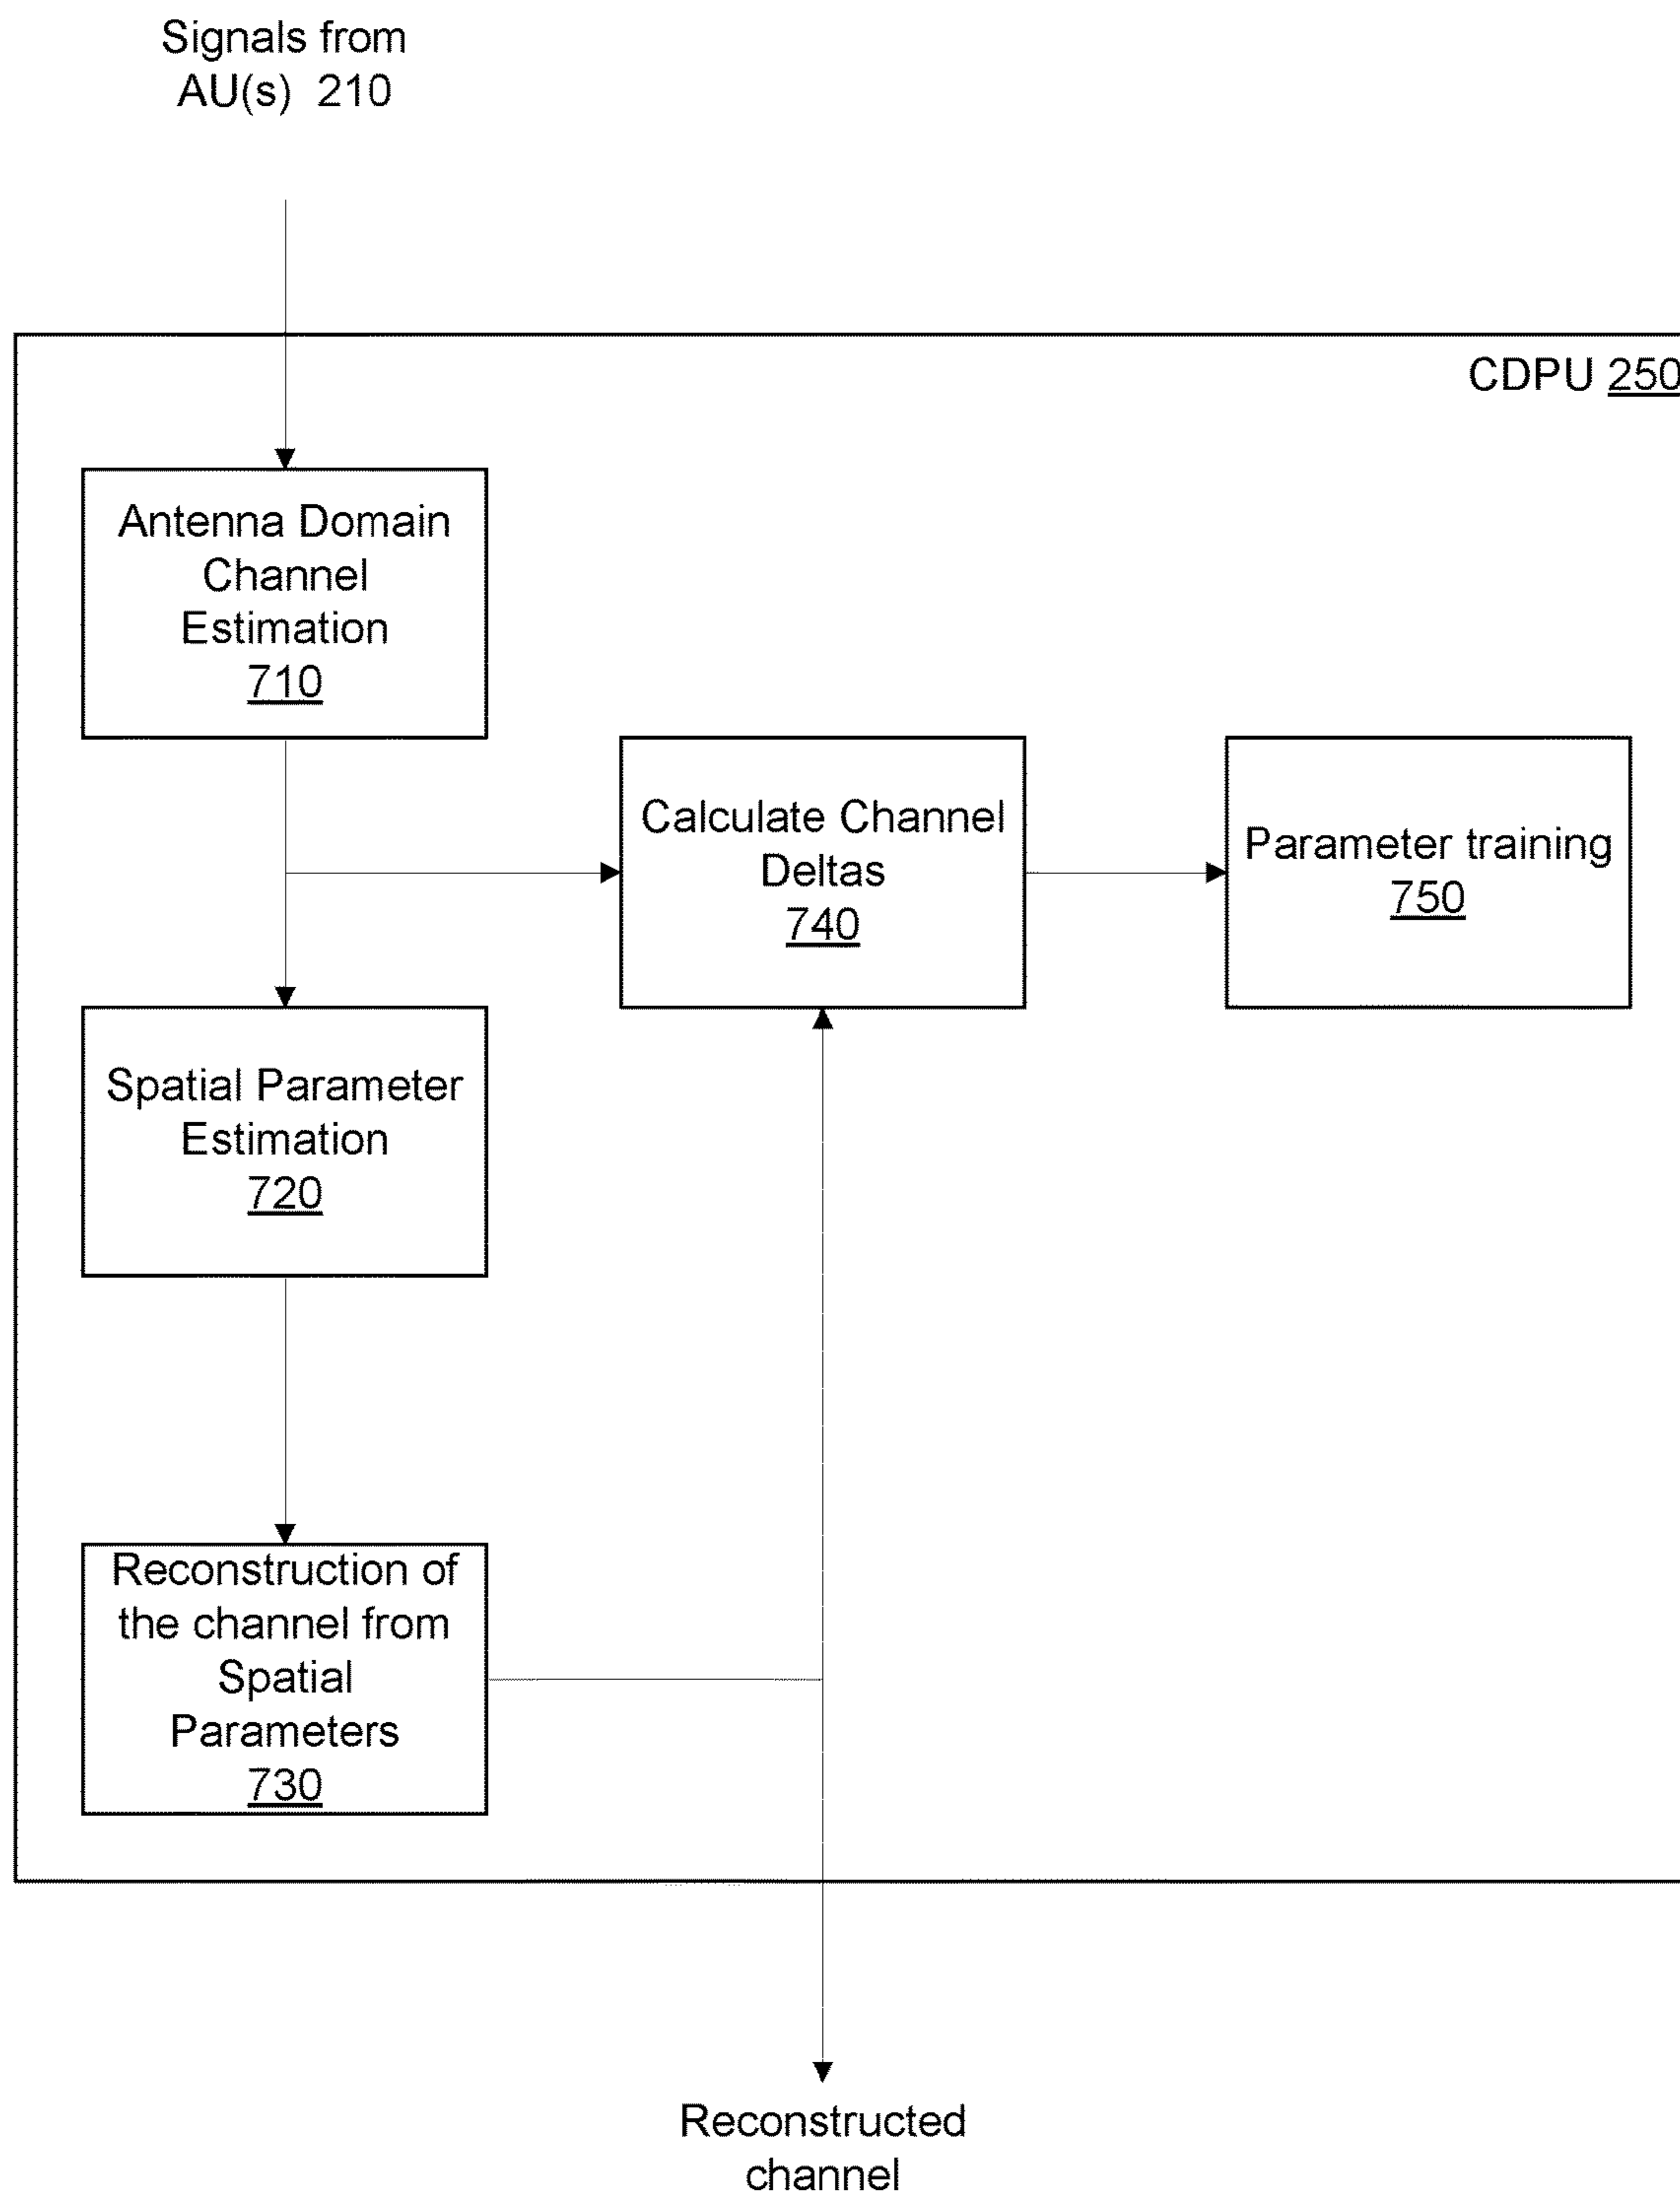 Signals from
AU(s) 210
CDPU 250
Antenna Domain
Channel
Estimation
710
Calculate Channel
Deltas
740
Parameter training
750
Spatial Parameter
Estimation
720
Reconstruction of
the channel from
Spatial
Parameters
730
Reconstructed
channel